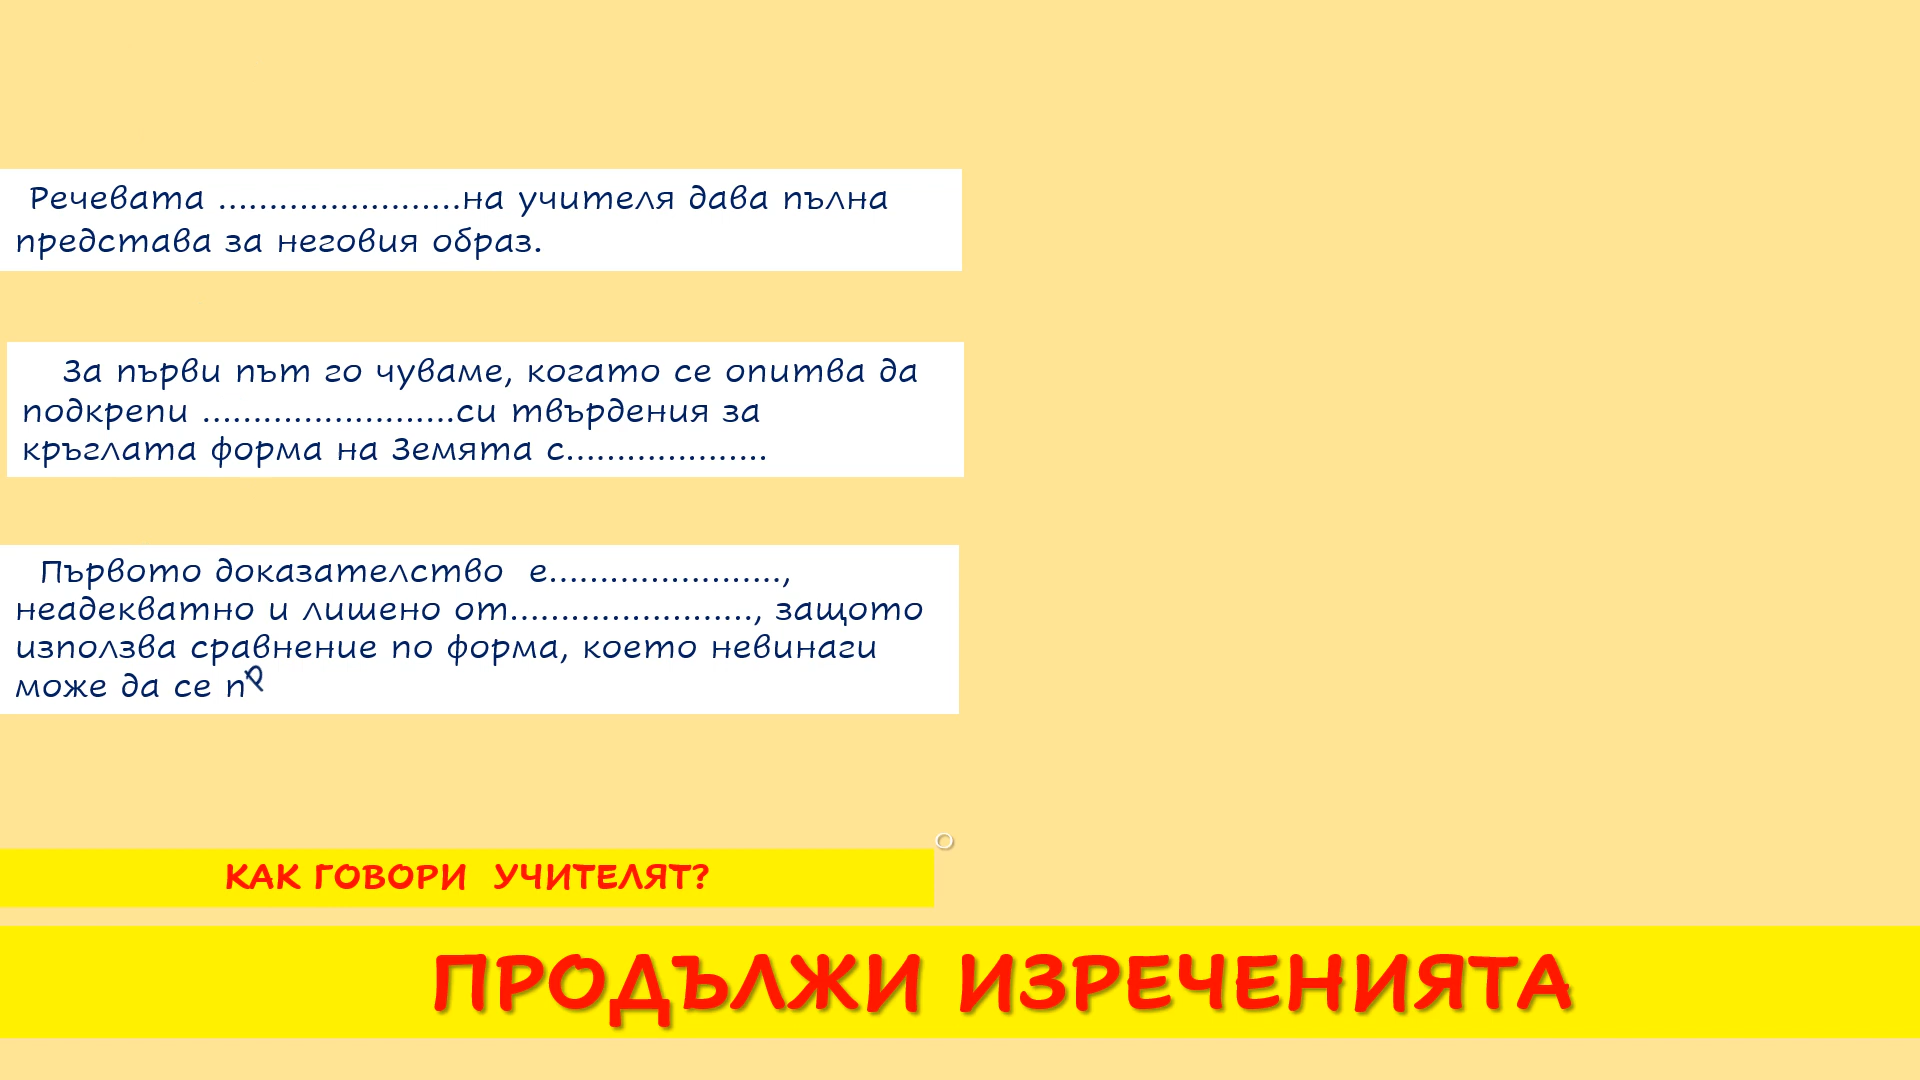 Речевата ........................на учителя дава пълна
представа за неговия образ.
За първи път го чуваме, когато се опитва да
подкрепи .........................си твърдения за
кръглата форма на Земята с....................
Първото доказателство е.......................,
неадекватно и лишено от........................, защото
използва сравнение по форма, което невинаги
може да се пр
КАК ГОВОРИ УЧИТЕЛЯТ?
ПРОДЪЛЖИ ИЗРЕЧЕНИЯТА